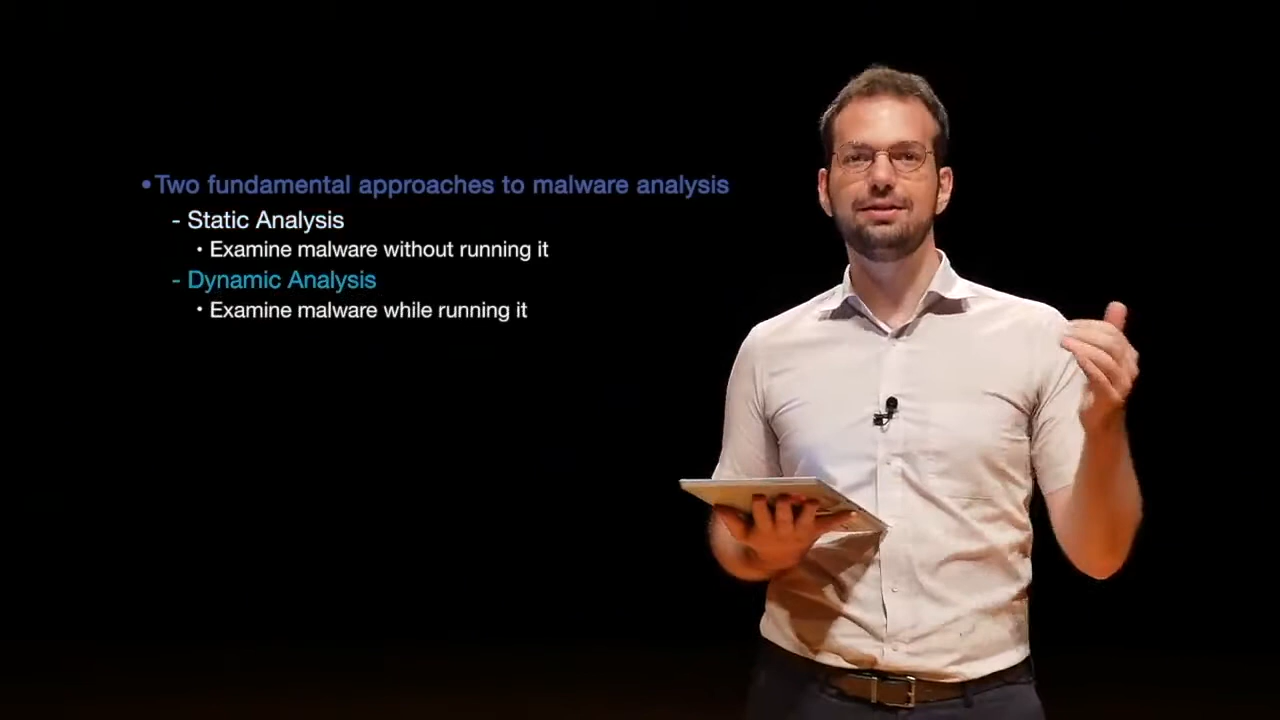 •Two fundamental approaches to malware analysis
- Static Analysis
• Examine malware without running it
- Dynamic Analysis
• Examine malware while running it